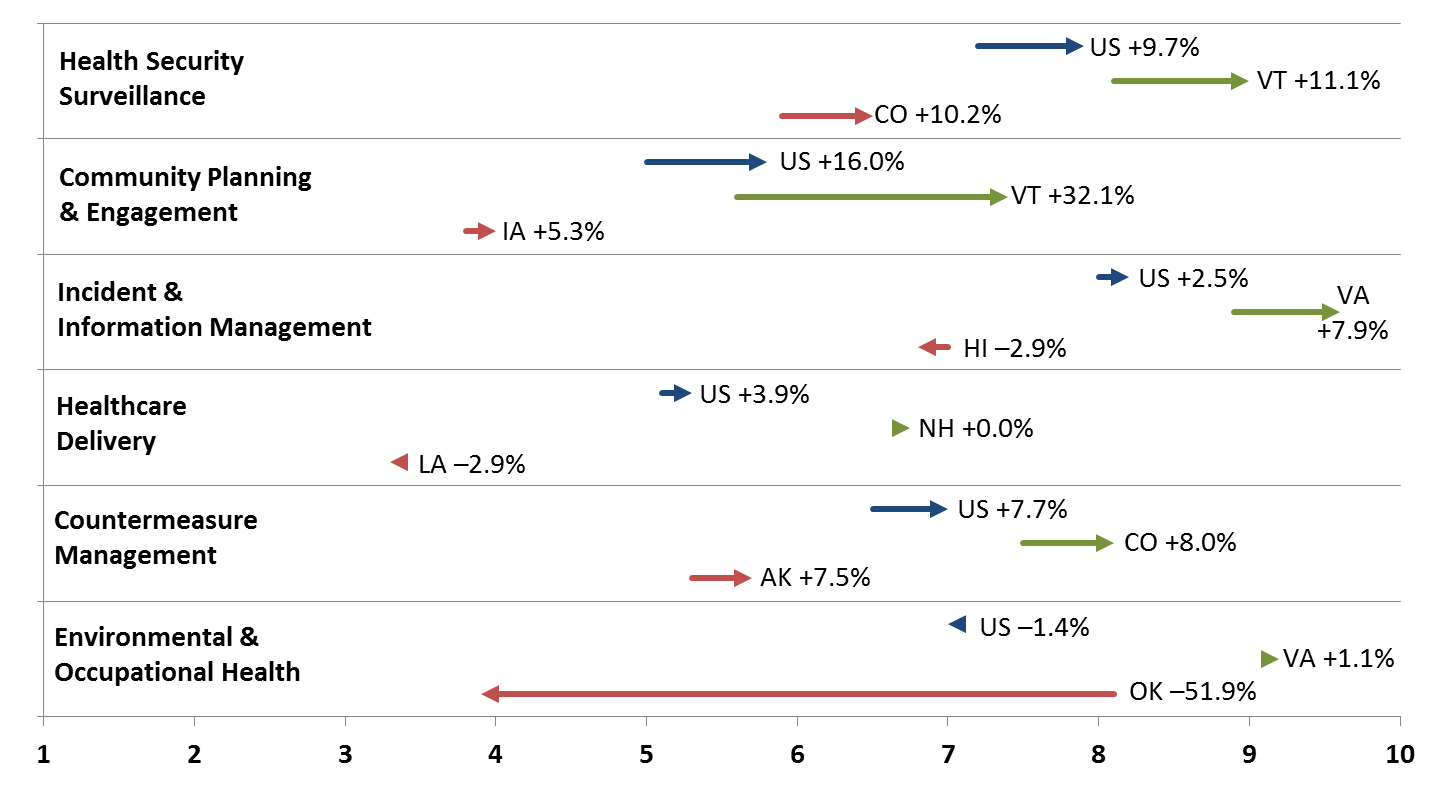 Health Security
Surveillance
US +9.7%
VT +11.1%
CO +10.2%
Community Planning
& Engagement
US +16.0%
VT +32.1%
IA +5.3%
Incident &
Information Management
US +2.5%
VA
+7.9%
HI –2.9%
Healthcare
Delivery
US +3.9%
NH +0.0%
LA –2.9%
Countermeasure
Management
US +7.7%
CO +8.0%
AK +7.5%
Environmental &
Occupational Health
US –1.4%
VA +1.1%
OK –51.9%
1 2 3 4 5 6 7 8 9 10